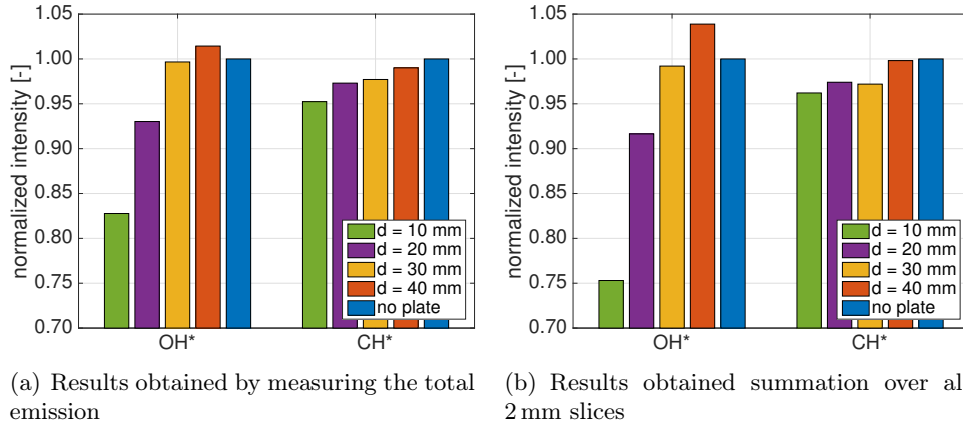 1.05
1.00
0.95
0.90
0.85
0.80
0.75
0.70
normalized intensity [-]
d = 10 mm
d = 20 mm
d = 30 mm
d = 40 mm
no plate
OH*
CH*
1.05
1.00
0.95
0.90
0.85
0.80
0.75
0.70
normalized intensity [-]
d = 10 mm
d = 20 mm
d = 30 mm
d = 40 mm
no plate
OH*
CH*
(a) Results obtained by measuring the total
emission
(b) Results obtained summation over al
2 mm slices